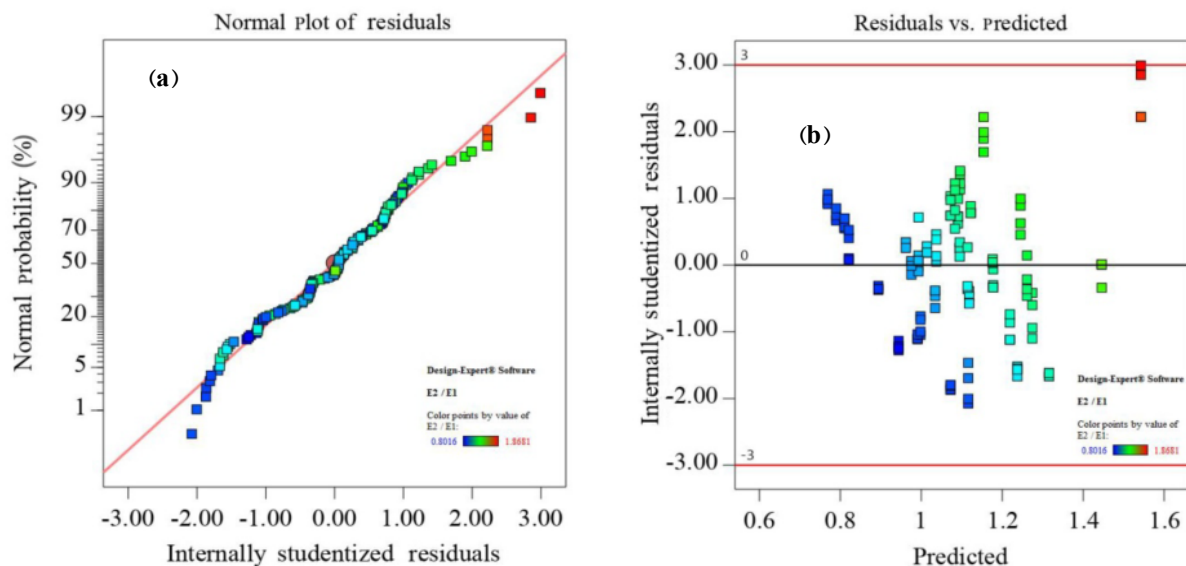 Normal Plot of residuals
(a)
Normal Probability (%)
99
90
70
50
20
5
1
Design-Expert® Software
E2 / E1
Color points by value of
E2 / E1:
0.8016 1.8681
-3.00 -2.00 -1.00 0.00 1.00 2.00 3.00
Internally studentized residuals
Residuals vs. Predicted
(b)
Internally studentized residuals
3
3.00
2.00
1.00
0
0.00
-1.00
-2.00
-3
-3.00
Design-Expert® Software
E2 / E1
Color points by value of
E2 / E1:
0.8016 1.8681
0.6 0.8 1 1.2 1.4 1.6
Predicted